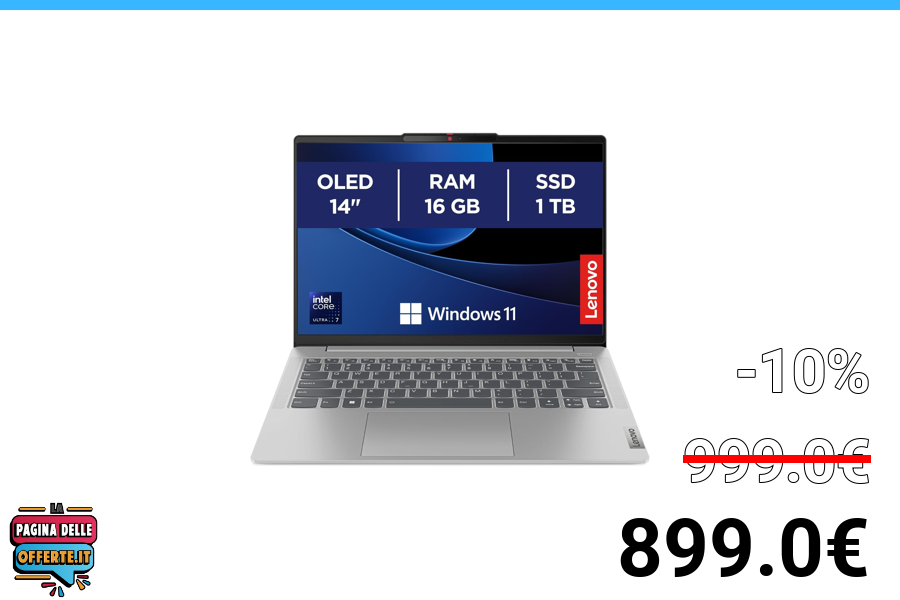 OLED
14"
RAM
16 GB
SSD
1 TB
Lenovo
intel
CORE
ULTRA 7
Windows 11
Lenovo
-10%
999.0€
899.0€
LA
PAGINA DELLE
OFFERTE.IT